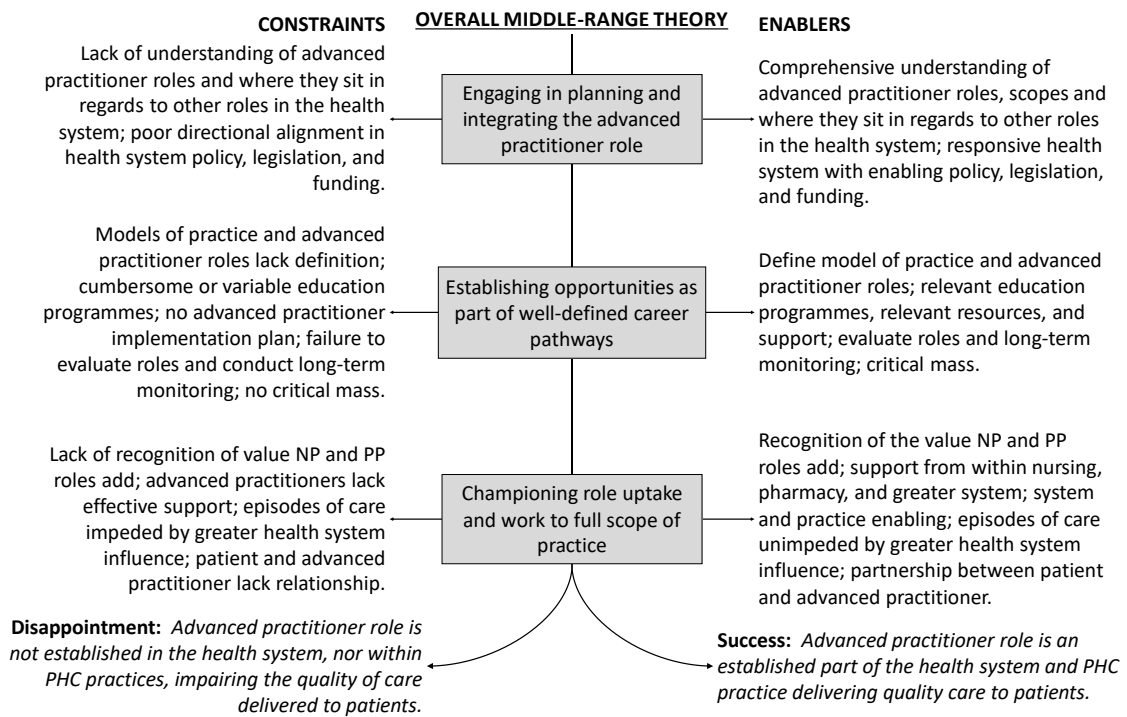 OVERALL MIDDLE-RANGE THEORY
CONSTRAINTS
ENABLERS
Lack of understanding of advanced
practitioner roles and where they sit in
regards to other roles in the health
system; poor directional alignment in
health system policy, legislation, and
funding.
Engaging in planning and
integrating the advanced
practitioner role
Comprehensive understanding of
advanced practitioner roles, scopes and
where they sit in regards to other roles
in the health system; responsive health
system with enabling policy, legislation,
and funding.
Models of practice and advanced
practitioner roles lack definition;
cumbersome or variable education
programmes; no advanced practitioner
implementation plan; failure to
evaluate roles and conduct long-term
monitoring; no critical mass.
Establishing opportunities as
part of well-defined career
pathways
Define model of practice and advanced
practitioner roles; relevant education
programmes, relevant resources, and
support; evaluate roles and long-term
monitoring; critical mass.
Lack of recognition of value NP and PP
roles add; advanced practitioners lack
effective support; episodes of care
impeded by greater health system
influence; patient and advanced
practitioner lack relationship.
Championing role uptake
and work to full scope of
practice
Recognition of the value NP and PP
roles add; support from within nursing,
pharmacy, and greater system; system
and practice enabling; episodes of care
unimpeded by greater health system
influence; partnership between patient
and advanced practitioner.
Disappointment: Advanced practitioner role is
not established in the health system, nor within
PHC practices, impairing the quality of care
delivered to patients.
Success: Advanced practitioner role is an
established part of the health system and PHC
practice delivering quality care to patients.